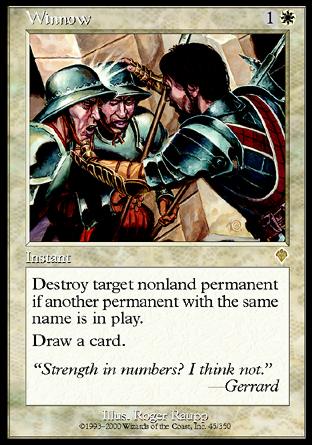 Winnow 1
Instant
Destroy target nonland permanent
if another permanent with the same
name is in play.
Draw a card.
“Strength in numbers? I think not.”
—Gerrard
Illus. Roger Raupp
©1993–2000 Wizards of the Coast, Inc. 45/350